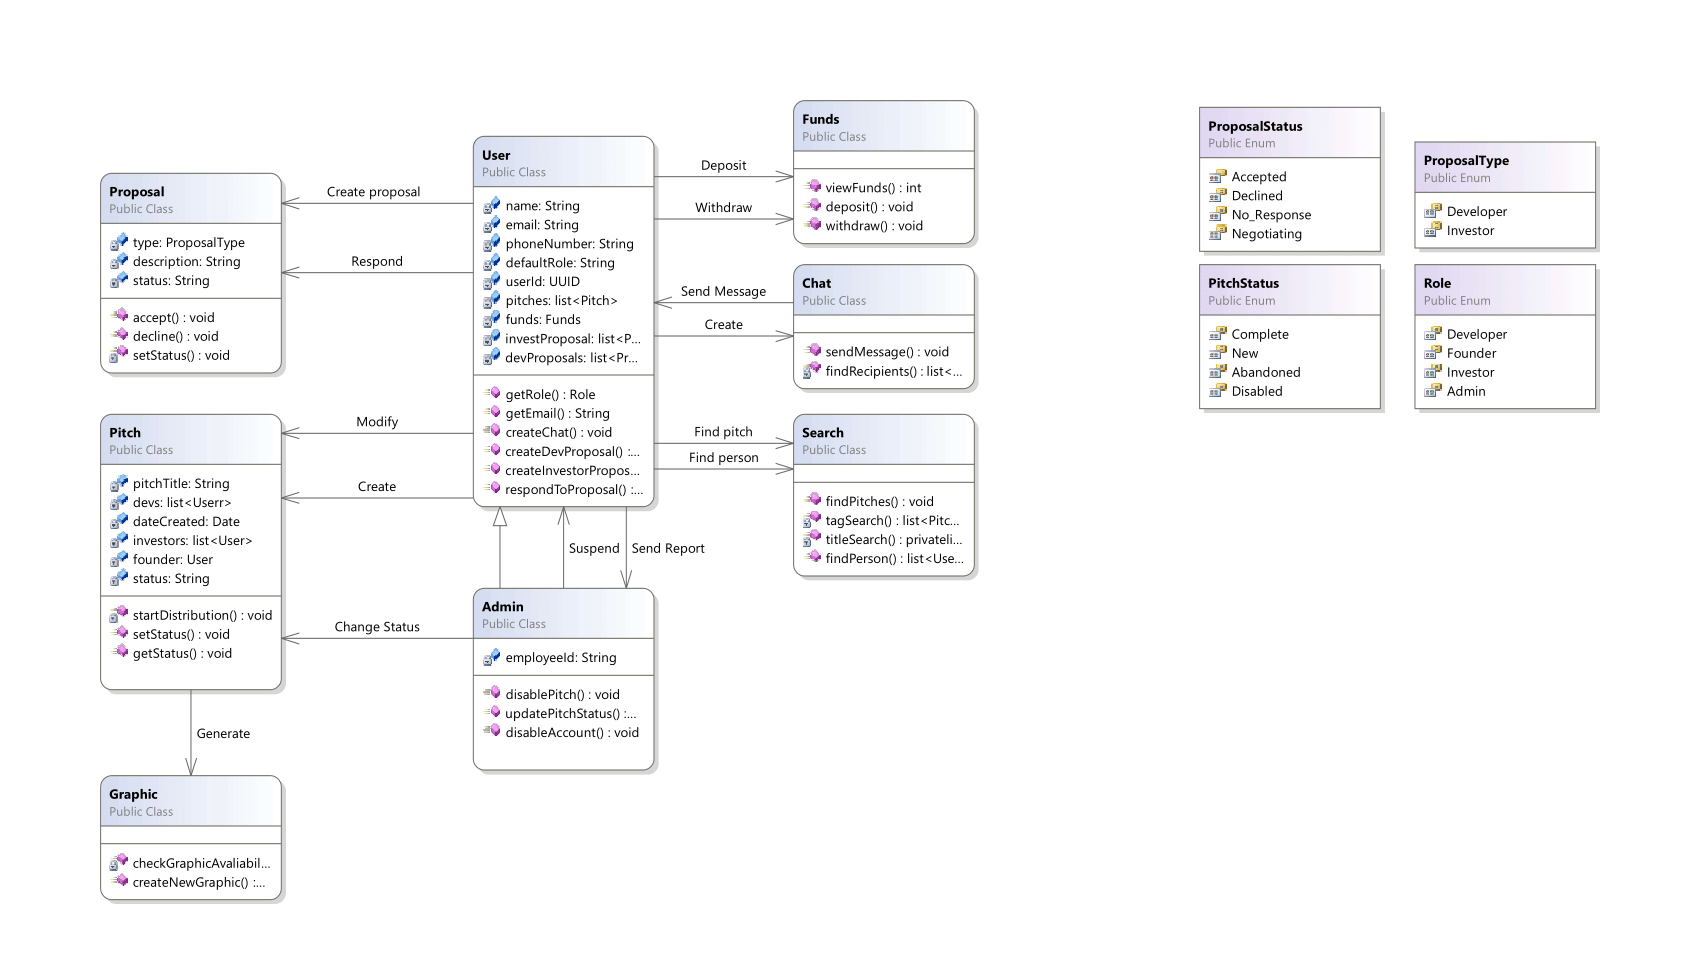 Proposal
Public Class
type: ProposalType
description: String
status: String
accept() : void
decline() : void
setStatus() : void
Create proposal
Respond
User
Public Class
name: String
email: String
phoneNumber: String
defaultRole: String
userId: UUID
pitches: list<Pitch>
funds: Funds
investProposal: list<P...
devProposals: list<Pr...
getRole() : Role
getEmail() : String
createChat() : void
createDevProposal() :...
createInvestorPropos...
respondToProposal() :...
Deposit
Withdraw
Funds
Public Class
viewFunds() : int
deposit() : void
withdraw() : void
Send Message
Create
Chat
Public Class
sendMessage() : void
findRecipients() : list<...
Find pitch
Find person
Search
Public Class
findPitches() : void
tagSearch() : list<Pitc...
titleSearch() : privateli...
findPerson() : list<Use...
Modify
Create
Pitch
Public Class
pitchTitle: String
devs: list<Userr>
dateCreated: Date
investors: list<User>
founder: User
status: String
startDistribution() : void
setStatus() : void
getStatus() : void
Suspend
Send Report
Change Status
Admin
Public Class
employeeId: String
disablePitch() : void
updatePitchStatus() :...
disableAccount() : void
Generate
Graphic
Public Class
checkGraphicAvaliabil...
createNewGraphic() :...
ProposalStatus
Public Enum
Accepted
Declined
No_Response
Negotiating
ProposalType
Public Enum
Developer
Investor
PitchStatus
Public Enum
Complete
New
Abandoned
Disabled
Role
Public Enum
Developer
Founder
Investor
Admin